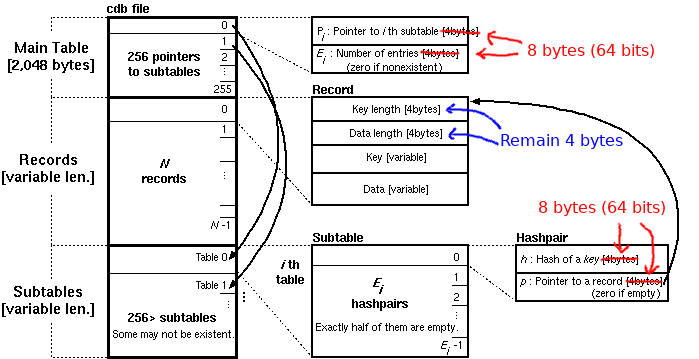 cdb file
Main Table
[2,048 bytes]
0
1
2
255
256 pointers
to subtables
Pi : Pointer to i th subtable [4bytes]
Ei : Number of entries [4bytes]
(zero if nonexistent)
8 bytes (64 bits)
Records
[variable len.]
0
1
N
records
N -1
Record
Key length [4bytes]
Data length [4bytes]
Key [variable]
Data [variable]
Remain 4 bytes
Subtables
[variable len.]
Table 0
Table 1
256> subtables
Some may not be existent.
i th
table
Subtable
0
1
2
Ei
hashpairs
Exactly half of them are empty.
Ei -1
8 bytes (64 bits)
Hashpair
h : Hash of a key [4bytes]
p : Pointer to a record [4bytes]
(zero if empty)